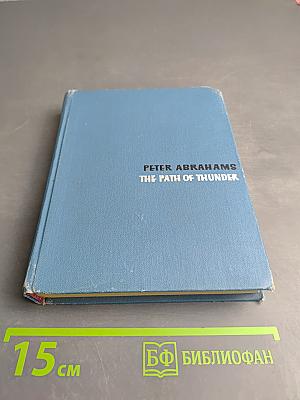 PETER ABRAHAMS
THE PATH OF THUNDER
15 см
БФ
БИБЛИОФАН